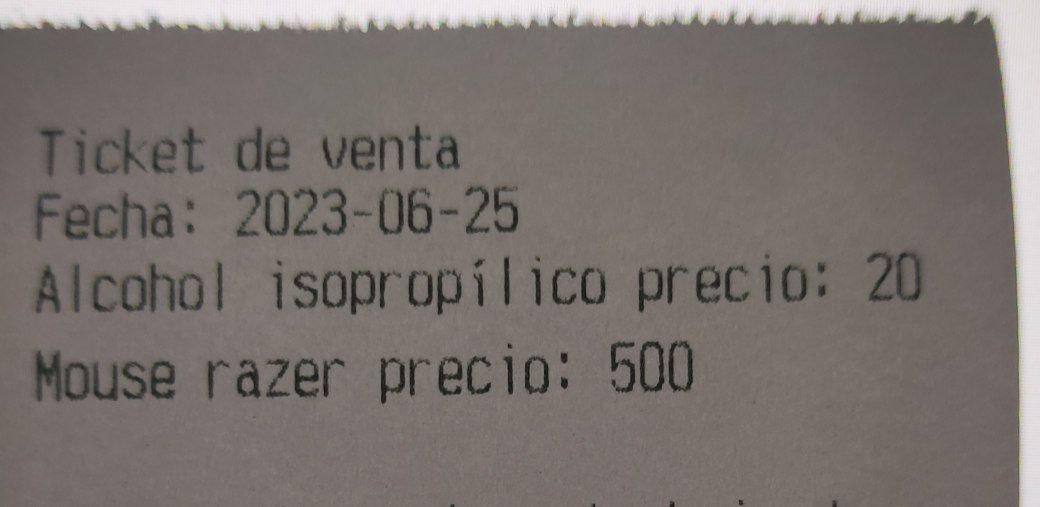 Ticket de venta
Fecha: 2023-06-25
Alcohol isopropílico precio: 20
Mouse razer precio: 500